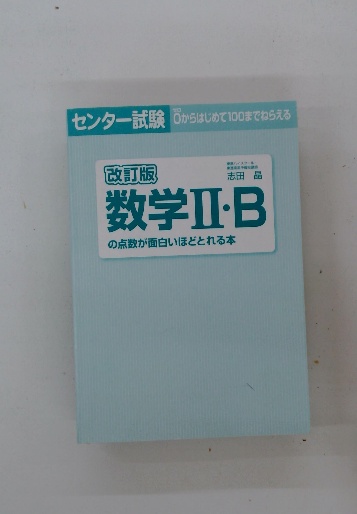 センター試験 0からはじめて100までねらえる
改訂版
志田 晶
数学II・B
の点数が面白いほどとれる本